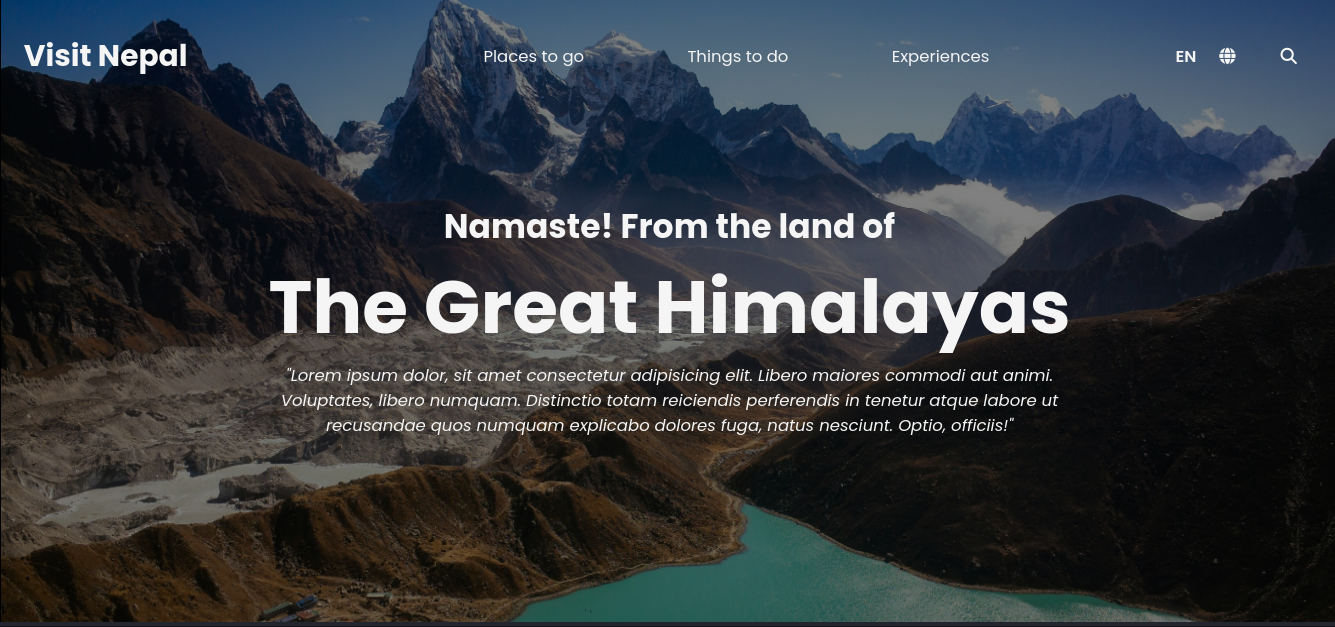 Visit Nepal
Places to go
Things to do
Experiences
EN
Namaste! From the land of
The Great Himalayas
"Lorem ipsum dolor, sit amet consectetur adipisicing elit. Libero maiores commodi aut animi.
Voluptates, libero numquam. Distinctio totam reiciendis perferendis in tenetur atque labore ut
recusandae quos numquam explicabo dolores fuga, natus nesciunt. Optio, officiis!"